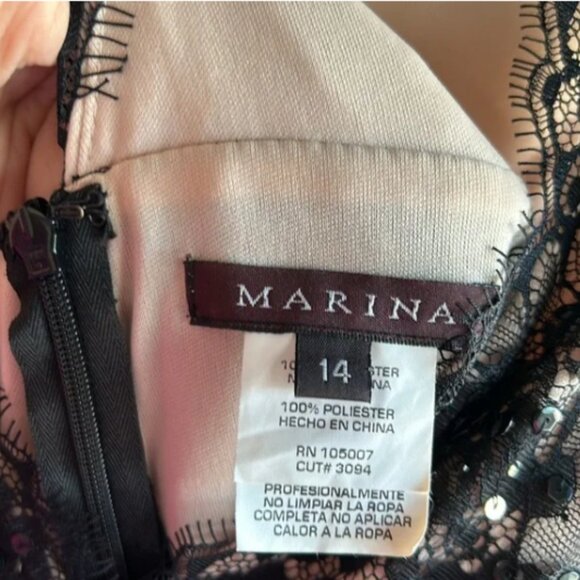 MARINA
14
100% POLIESTER
HECHO EN CHINA
RN 105007
CUT# 3094
PROFESIONALMENTE
NO LIMPIAR LA ROPA
COMPLETA NO APLICAR
CALOR A LA ROPA